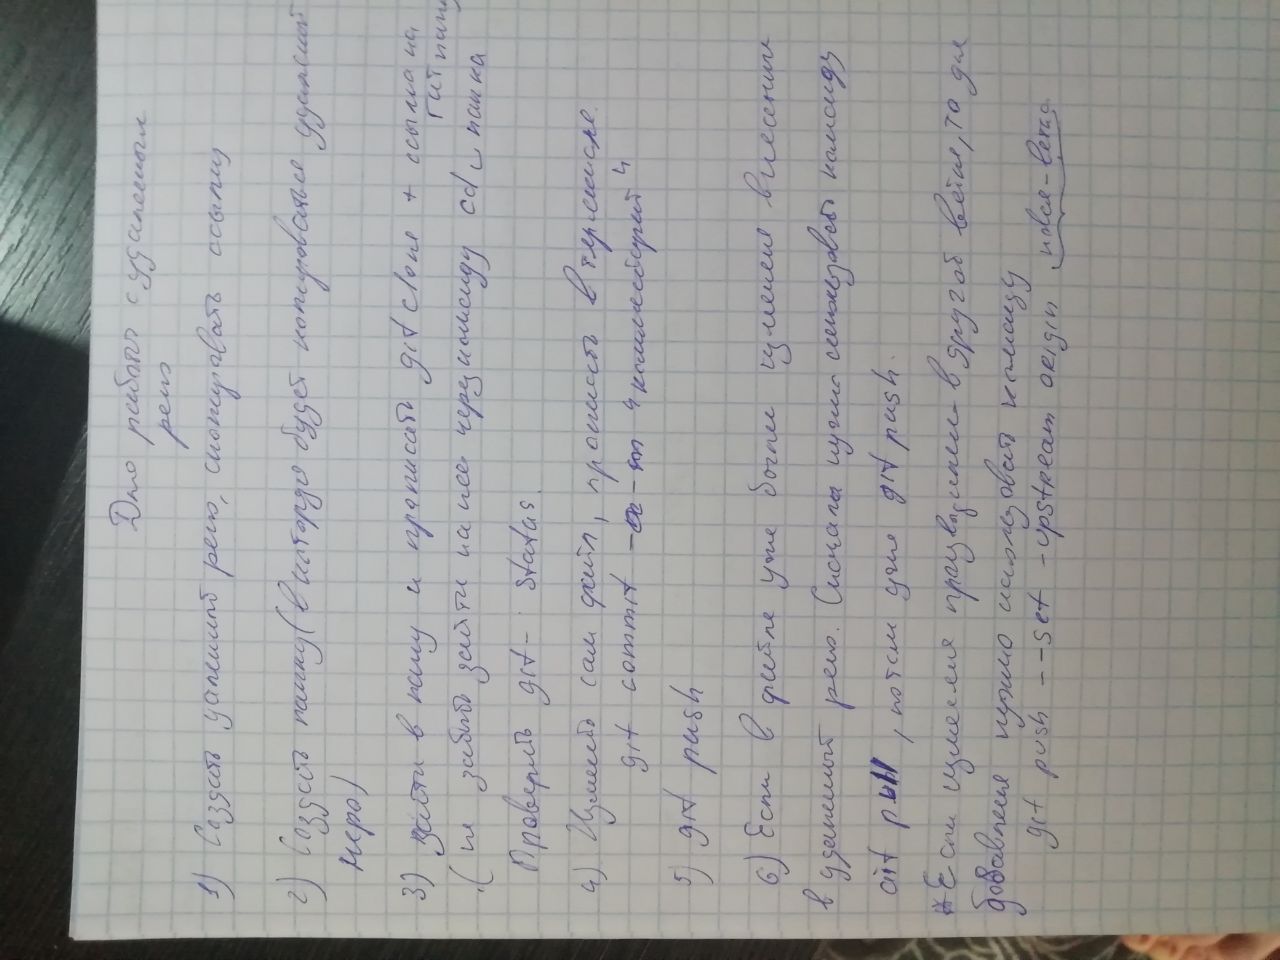 Для работы с удаленным
репо
1) Создать удаленный репо, скопировать ссылку
2) Создать папку (в которую будет копироваться удаленный
репо)
3) Зайти в папку и прописать git clone + ссылка на
гит папку
(не забыть зайти на нее через команду cd папка
Проверить git status.
4) Изменить сам файл, прописать в терминале
git commit -m "комментарий"
5) git push
6) Если в файле уже были изменения внесены
в удаленный репо. Сначала нужно использовать команду
git pull, потом уже git push.
* Если изменения производились в другой ветке, то для
добавления нужно использовать команду
git push --set-upstream origin новая-ветка